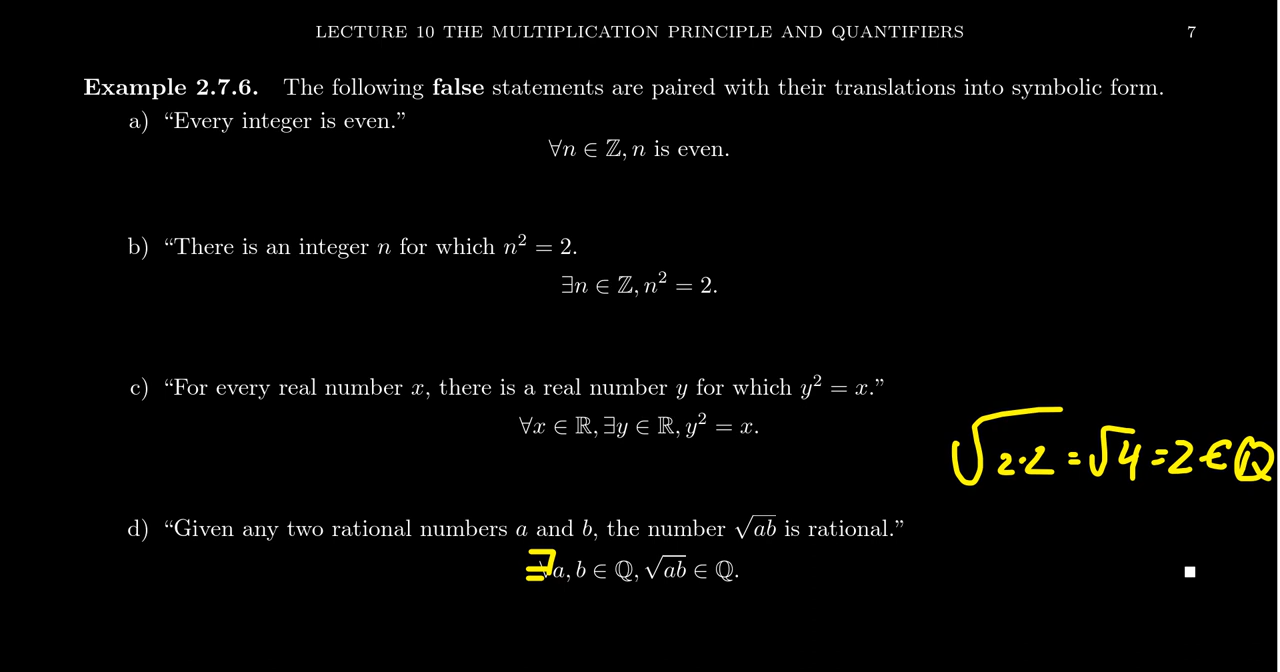 LECTURE 10 THE MULTIPLICATION PRINCIPLE AND QUANTIFIERS 7
Example 2.7.6. The following false statements are paired with their translations into symbolic form.
a) “Every integer is even.”
∀n ∈ ℤ, n is even.
b) “There is an integer n for which n² = 2.
∃n ∈ ℤ, n² = 2.
c) “For every real number x, there is a real number y for which y² = x.”
∀x ∈ ℝ, ∃y ∈ ℝ, y² = x.
√2·2 = √4 = 2 ∈ ℚ
d) “Given any two rational numbers a and b, the number √ab is rational.”
∃a, b ∈ ℚ, √ab ∈ ℚ.